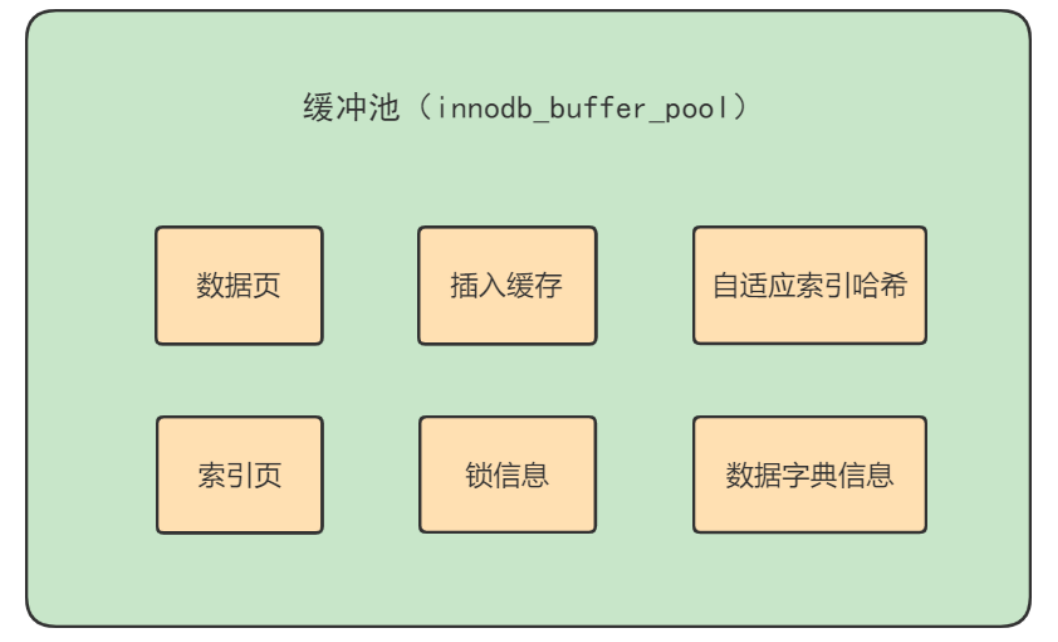 缓冲池（innodb_buffer_pool）
数据页
插入缓存
自适应索引哈希
索引页
锁信息
数据字典信息